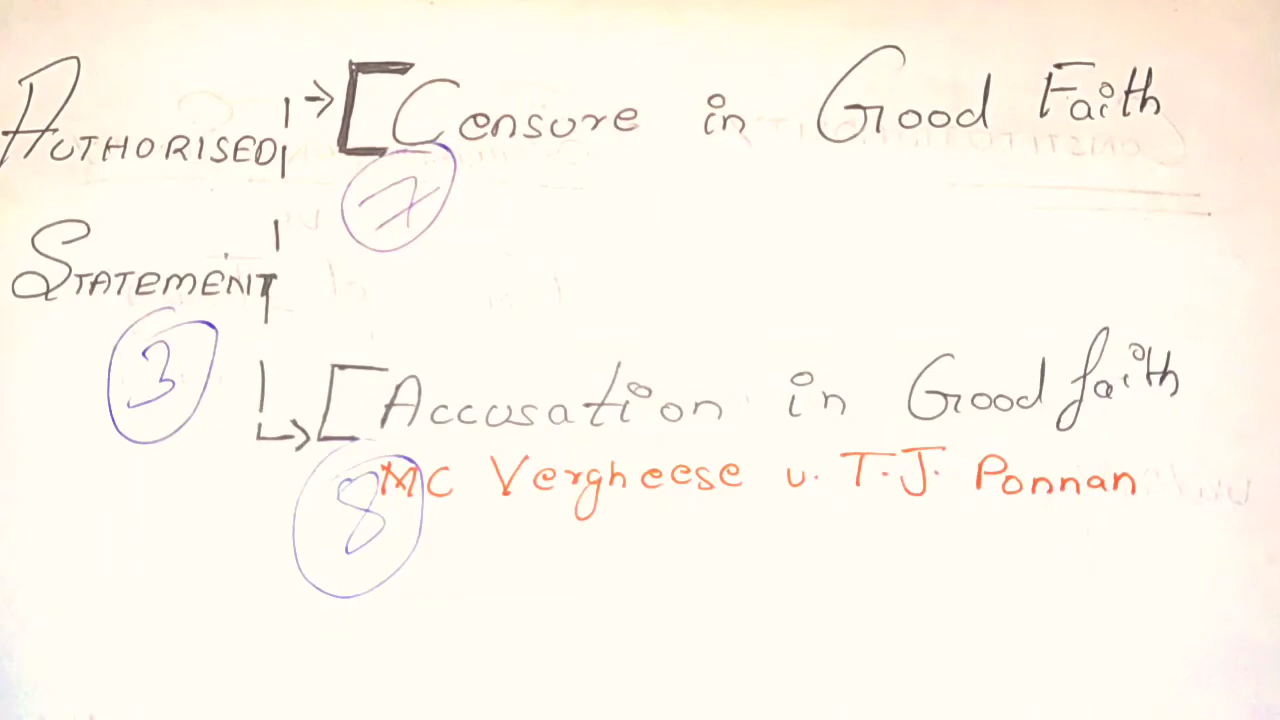 AUTHORISED → [Censure in Good Faith
7
STATEMENT
3
→ [Accusation in Good faith
8 MC Vergheese v. T.J. Ponnan